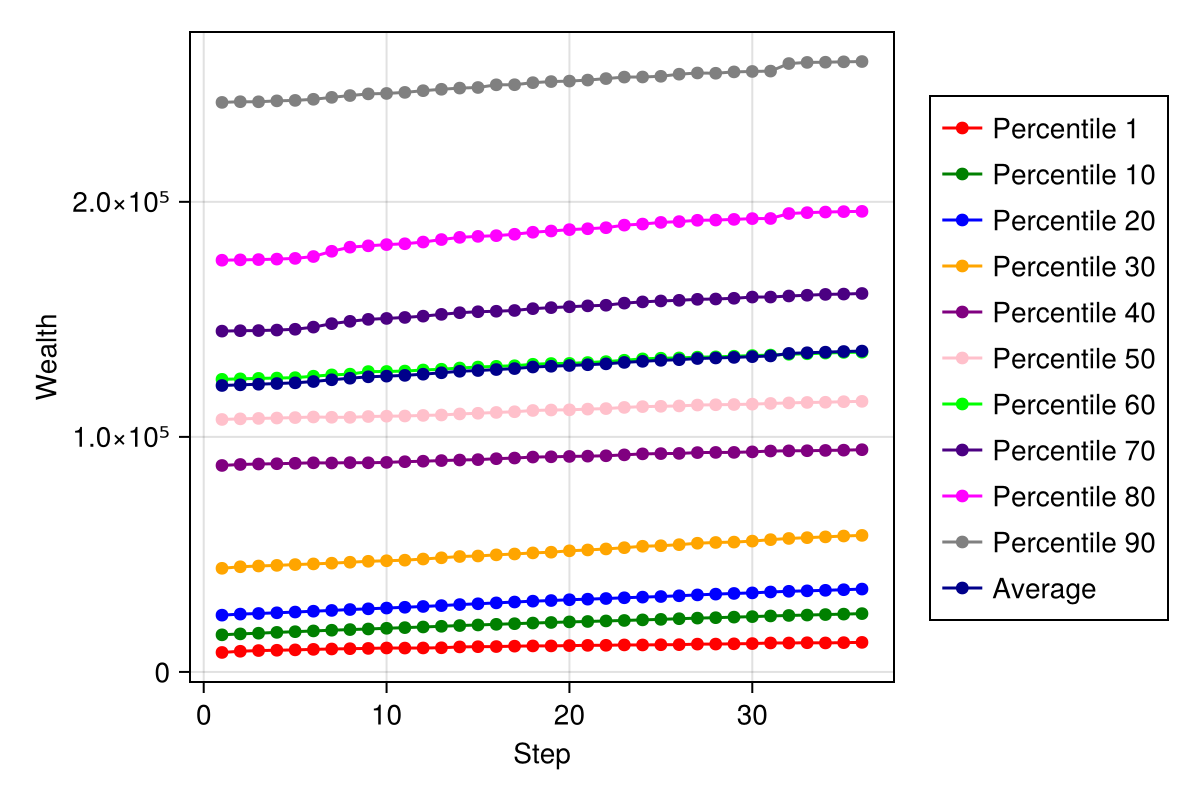 Wealth
2.0×10⁵
1.0×10⁵
0
0 10 20 30
Step
Percentile 1
Percentile 10
Percentile 20
Percentile 30
Percentile 40
Percentile 50
Percentile 60
Percentile 70
Percentile 80
Percentile 90
Average